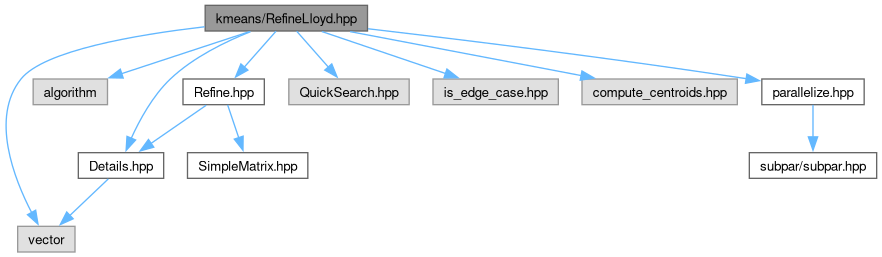 kmeans/RefineLloyd.hpp
algorithm
Refine.hpp
QuickSearch.hpp
is_edge_case.hpp
compute_centroids.hpp
parallelize.hpp
Details.hpp
SimpleMatrix.hpp
subpar/subpar.hpp
vector